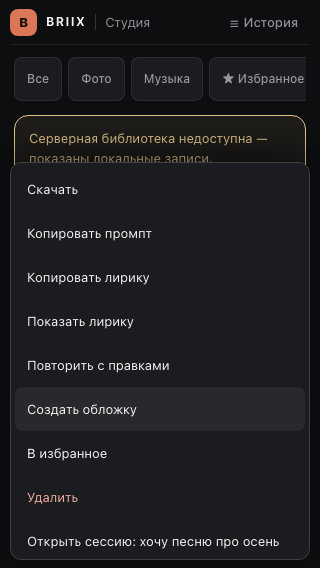 B BRIIX Студия ≡ История
Все Фото Музыка ★ Избранное
Серверная библиотека недоступна —
показаны локальные записи.
Скачать
Копировать промпт
Копировать лирику
Показать лирику
Повторить с правками
Создать обложку
В избранное
Удалить
Открыть сессию: хочу песню про осень